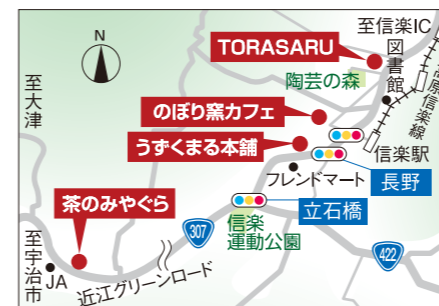 至信楽IC
N
TORASARU
図書館
陶芸の森
高原信楽線
至大津
のぼり窯カフェ
うずくまる本舗
信楽駅
フレンドマート
長野
茶のみやぐら
立石橋
307
信楽
運動公園
422
至宇治市
JA
近江グリーンロード